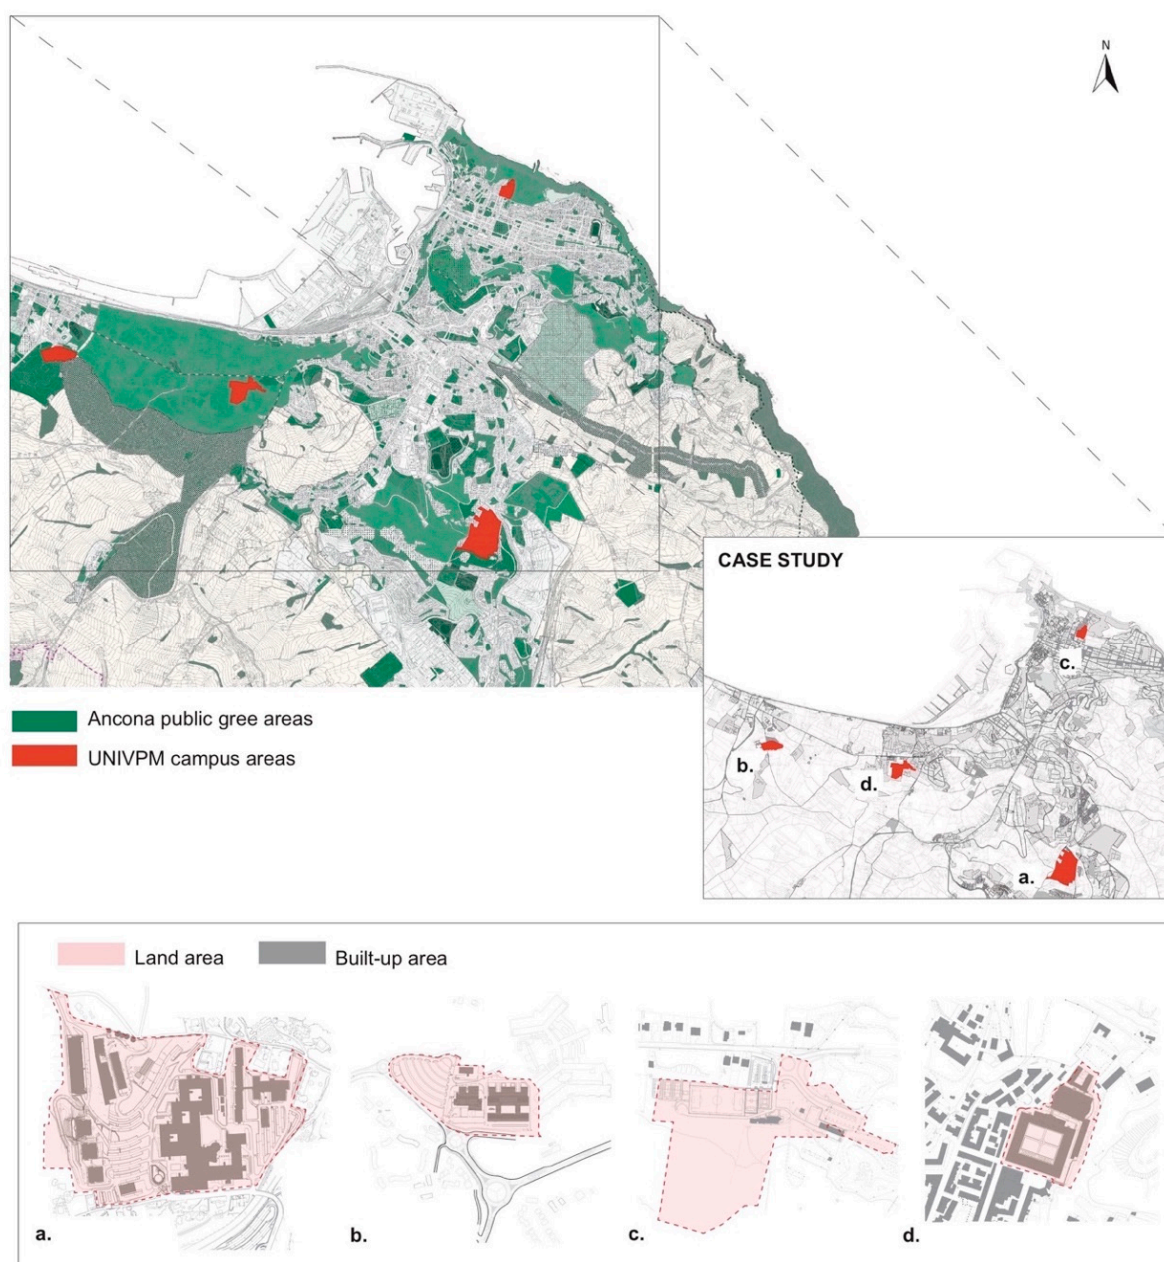 N
CASE STUDY
c.
b.
d.
a.
Ancona public gree areas
UNIVPM campus areas
Land area
Built-up area
a.
b.
c.
d.